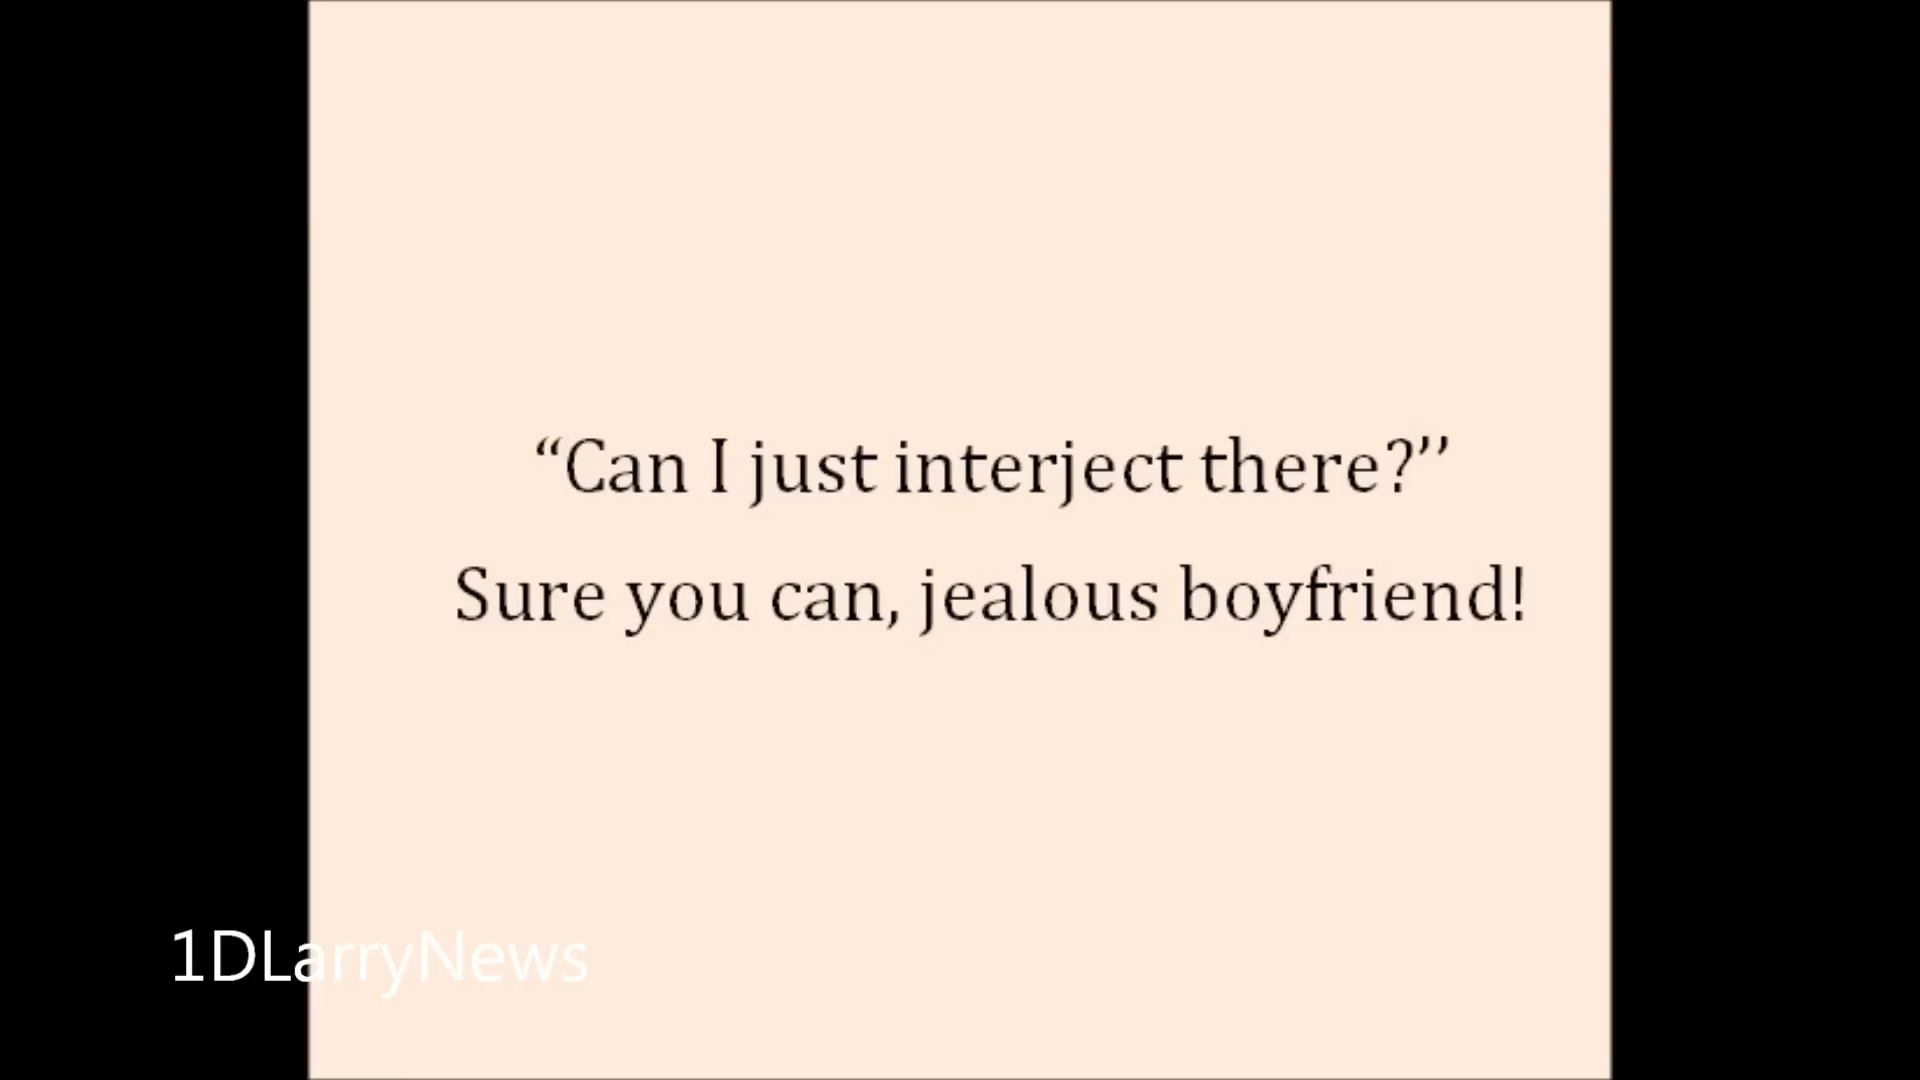 “Can I just interject there?’’
Sure you can, jealous boyfriend!
1DLarryNews